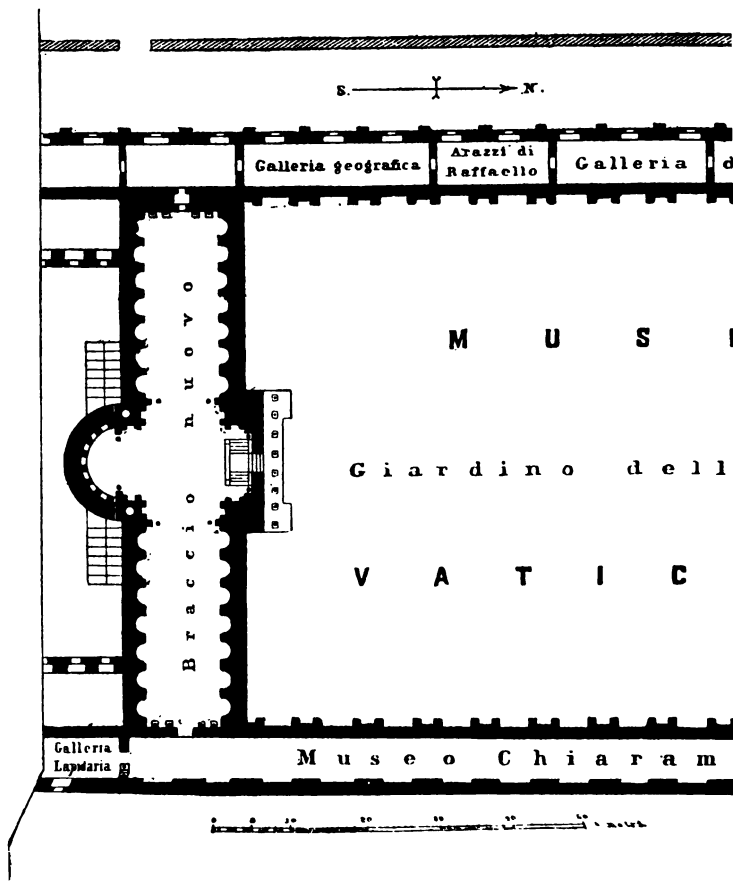 S. N.
Galleria geografica
Arazzi di
Raffaello
Galleria
d
M U S
Braccio nuovo
Giardino dell
V A T I C
Galleria
Lapidaria
Museo Chiaram